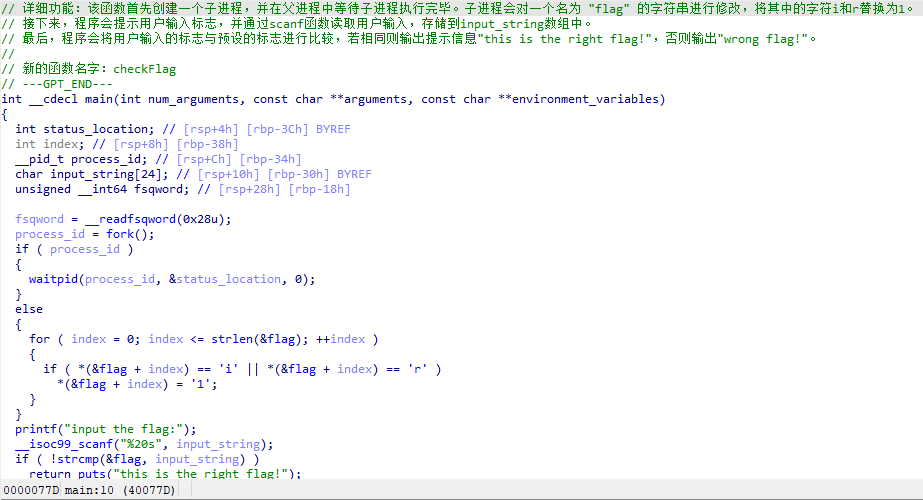 // 详细功能：该函数首先创建一个子进程，并在父进程中等待子进程执行完毕。子进程会对一个名为 "flag" 的字符串进行修改，将其中的字符i和r替换为1。
// 接下来，程序会提示用户输入标志，并通过scanf函数读取用户输入，存储到input_string数组中。
// 最后，程序会将用户输入的标志与预设的标志进行比较，若相同则输出提示信息"this is the right flag!"，否则输出"wrong flag!"。
//
// 新的函数名字：checkFlag
// ---GPT_END---
int __cdecl main(int num_arguments, const char **arguments, const char **environment_variables)
{
  int status_location; // [rsp+4h] [rbp-3Ch] BYREF
  int index; // [rsp+8h] [rbp-38h]
  __pid_t process_id; // [rsp+Ch] [rbp-34h]
  char input_string[24]; // [rsp+10h] [rbp-30h] BYREF
  unsigned __int64 fsqword; // [rsp+28h] [rbp-18h]

  fsqword = __readfsqword(0x28u);
  process_id = fork();
  if ( process_id )
  {
    waitpid(process_id, &status_location, 0);
  }
  else
  {
    for ( index = 0; index <= strlen(&flag); ++index )
    {
      if ( *(&flag + index) == 'i' || *(&flag + index) == 'r' )
        *(&flag + index) = '1';
    }
  }
  printf("input the flag:");
  __isoc99_scanf("%20s", input_string);
  if ( !strcmp(&flag, input_string) )
    return puts("this is the right flag!");
0000077D main:10 (40077D)